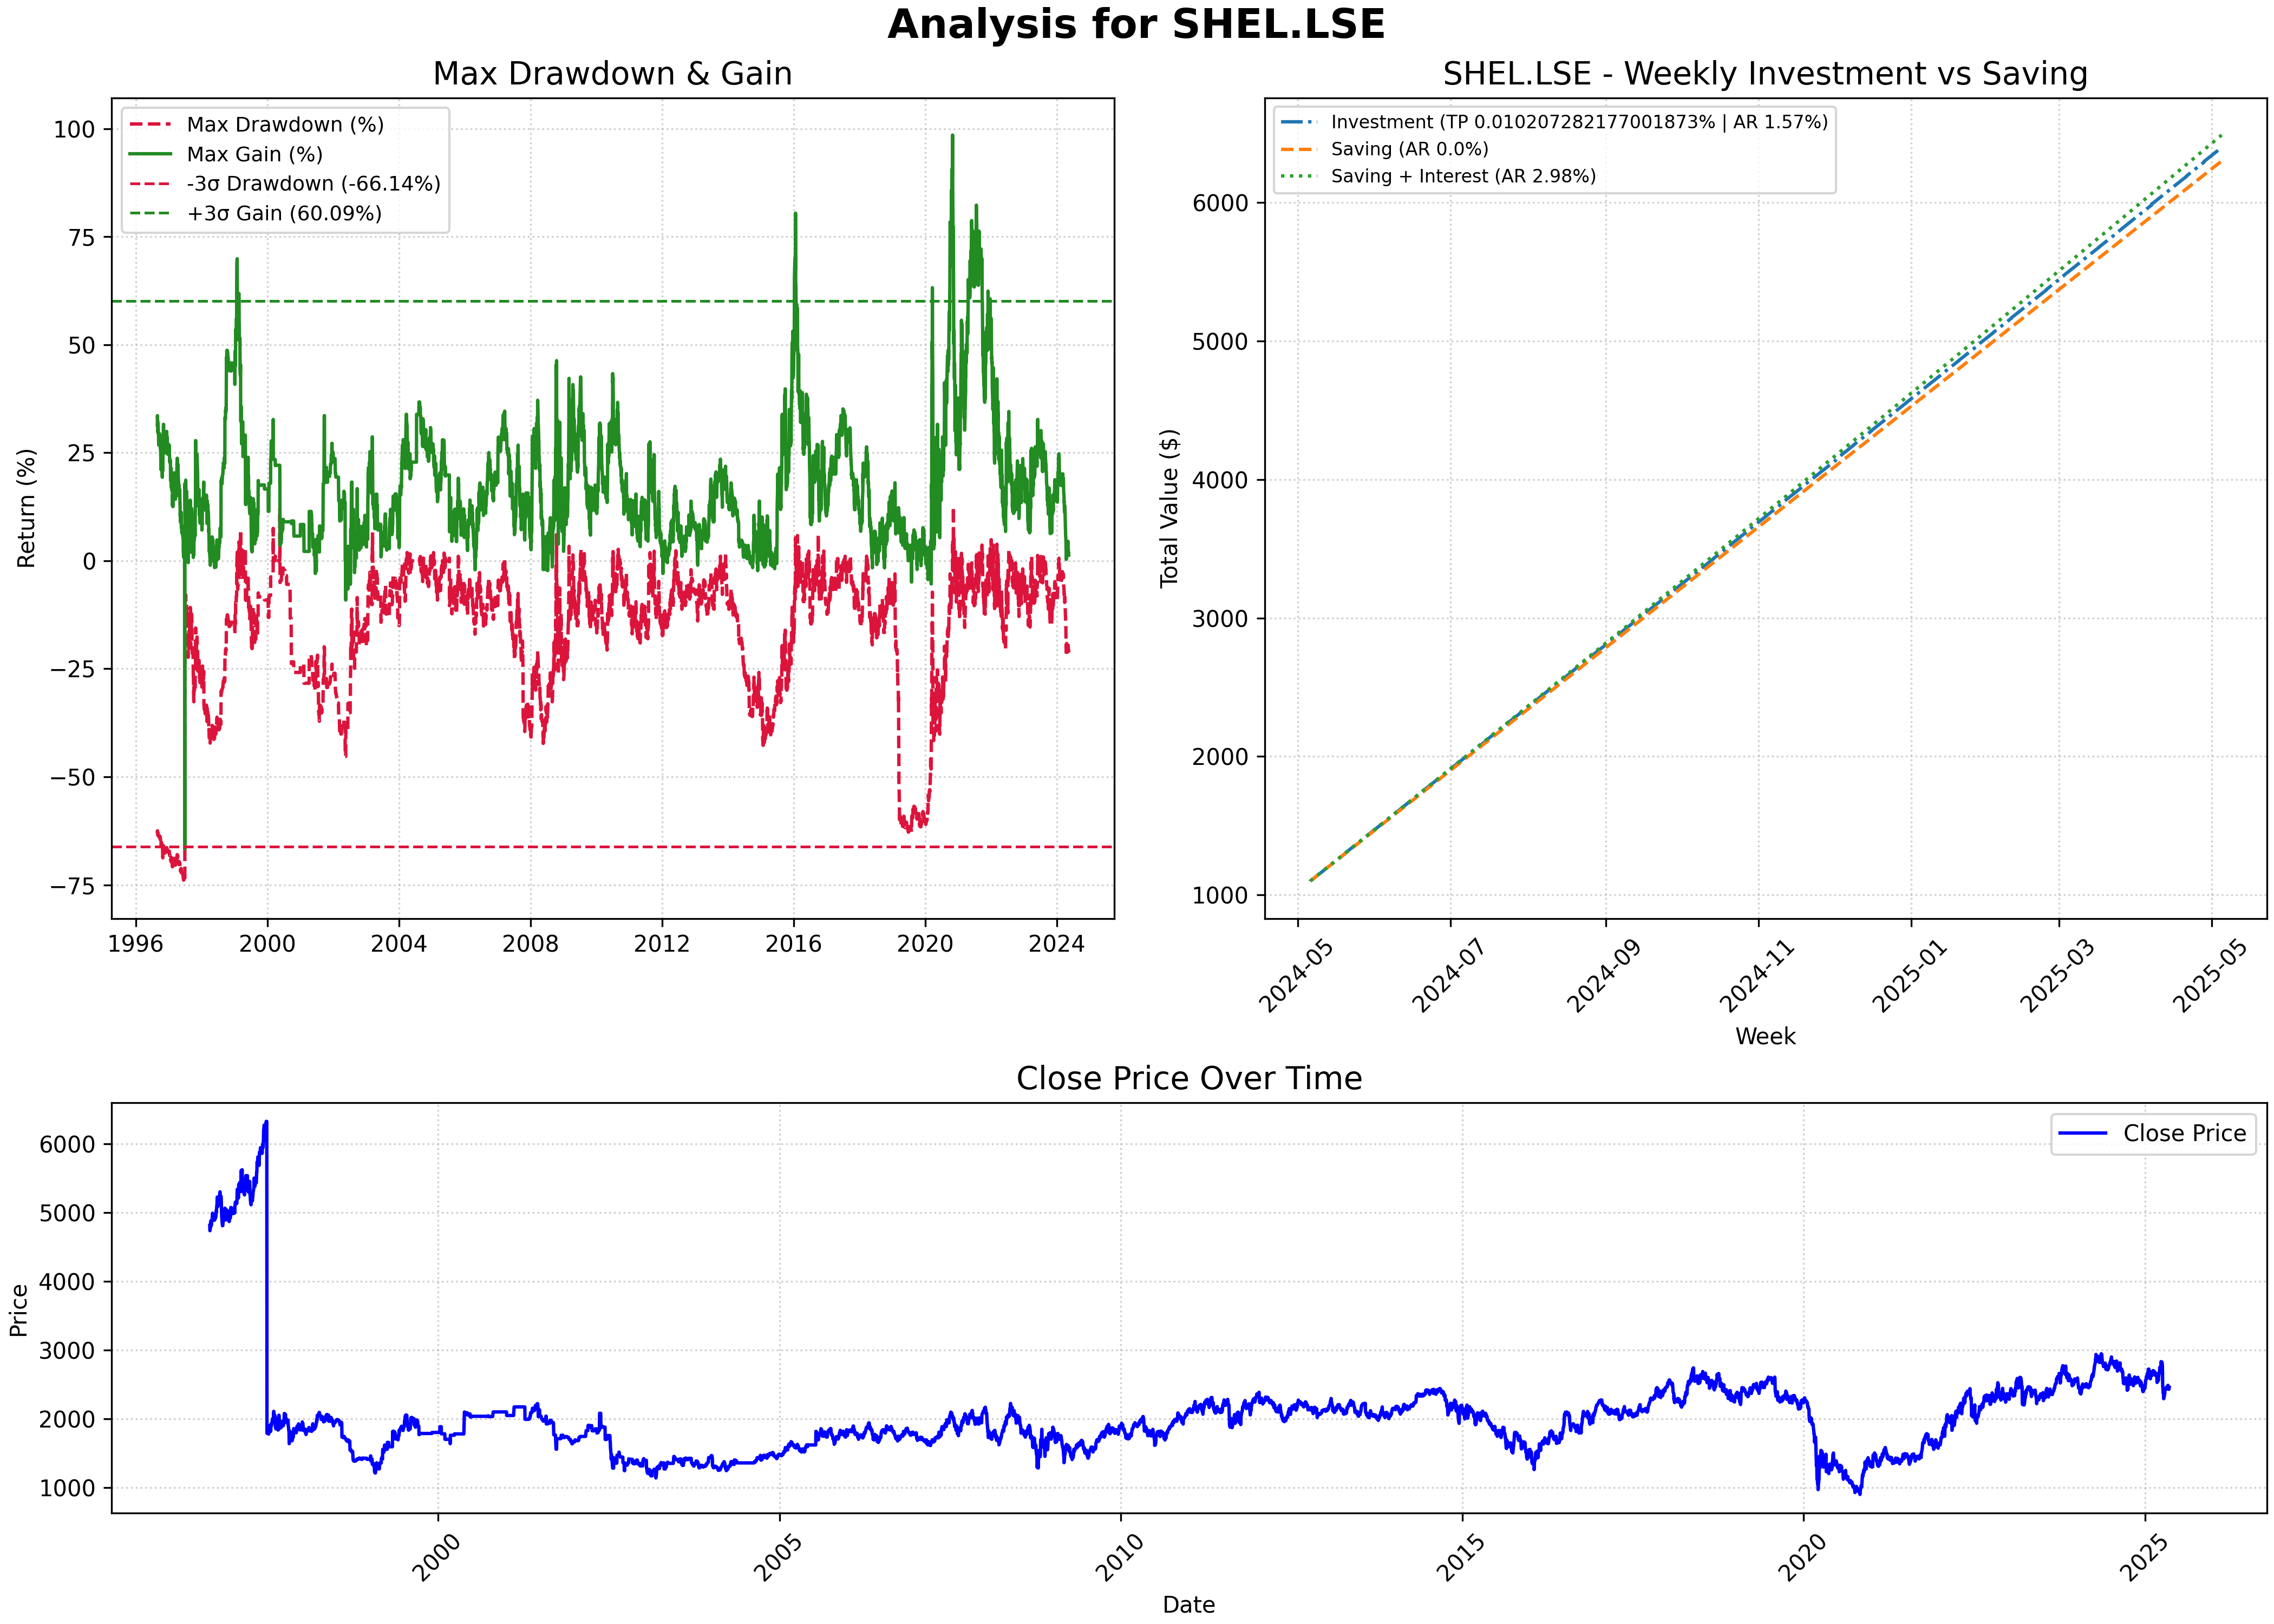 Analysis for SHEL.LSE
Max Drawdown & Gain
Max Drawdown (%)
Max Gain (%)
-3σ Drawdown (-66.14%)
+3σ Gain (60.09%)
Return (%)
100
75
50
25
0
−25
−50
−75
1996
2000
2004
2008
2012
2016
2020
2024
SHEL.LSE - Weekly Investment vs Saving
Investment (TP 0.010207282177001873% | AR 1.57%)
Saving (AR 0.0%)
Saving + Interest (AR 2.98%)
Total Value ($)
6000
5000
4000
3000
2000
1000
2024-05
2024-07
2024-09
2024-11
2025-01
2025-03
2025-05
Week
Close Price Over Time
Close Price
Price
6000
5000
4000
3000
2000
1000
2000
2005
2010
2015
2020
2025
Date